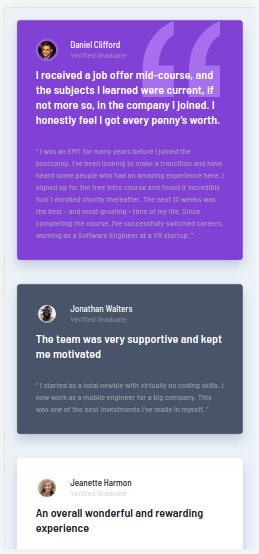 Daniel Clifford
Verified Graduate
I received a job offer mid-course, and
the subjects I learned were current, if
not more so, in the company I joined. I
honestly feel I got every penny's worth.
" I was an EMT for many years before I joined the
bootcamp. I've been looking to make a transition and have
heard some people who had an amazing experience here. I
signed up for the free intro course and found it incredibly
fun! I enrolled shortly thereafter. The next 12 weeks was
the best - and most grueling - time of my life. Since
completing the course, I've successfully switched careers,
working as a Software Engineer at a VR startup. "
Jonathan Walters
Verified Graduate
The team was very supportive and kept
me motivated
" I started as a total newbie with virtually no coding skills. I
now work as a mobile engineer for a big company. This
was one of the best investments I've made in myself. "
Jeanette Harmon
Verified Graduate
An overall wonderful and rewarding
experience